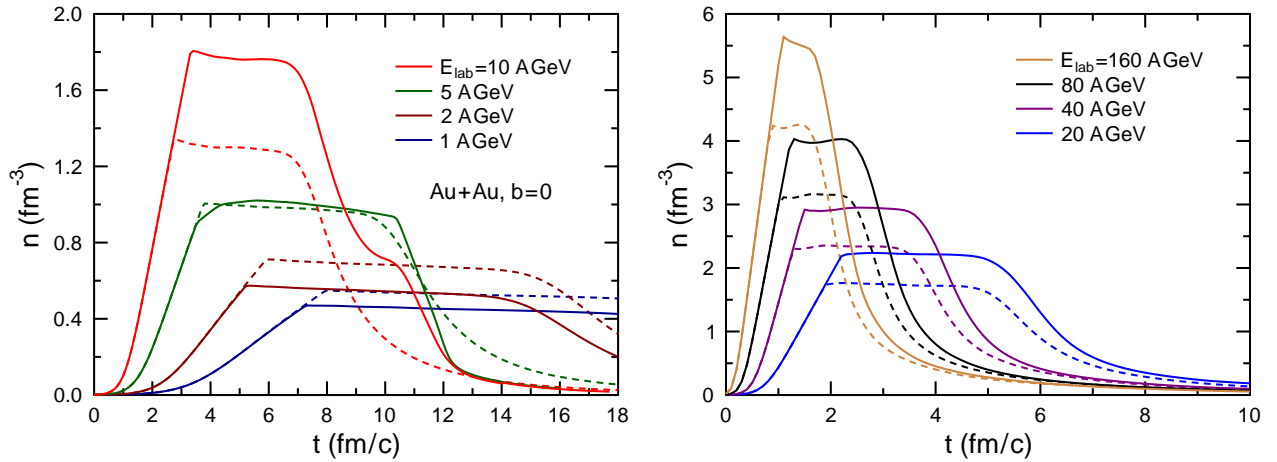 1.8
1.6
1.2
0.8
0.4
0.0
n (fm⁻³)
E_lab=10 AGeV
5 AGeV
2 AGeV
1 AGeV
Au+Au, b=0
0 2 4 6 8 10 12 14 16 18
t (fm/c)
6
5
4
3
2
1
0
n (fm⁻³)
E_lab=160 AGeV
80 AGeV
40 AGeV
20 AGeV
0 2 4 6 8 10
t (fm/c)